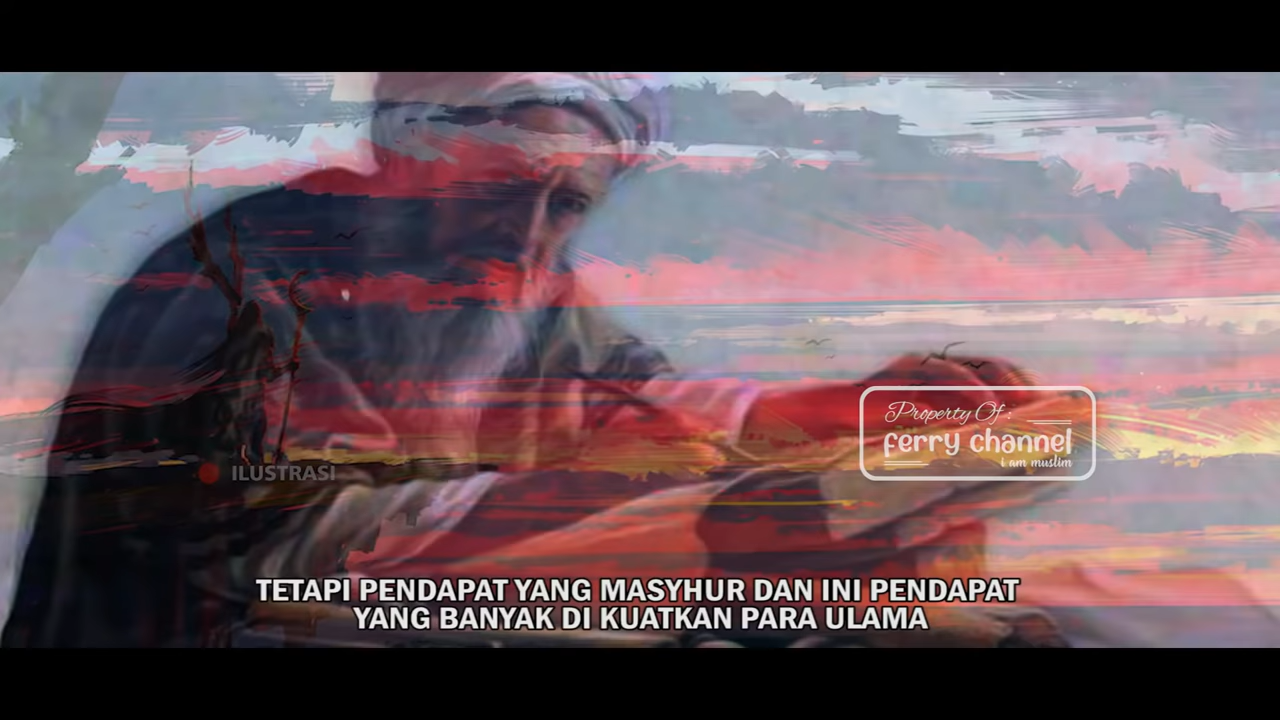 Property Of :
ferry channel
i am muslim
ILUSTRASI
TETAPI PENDAPAT YANG MASYHUR DAN INI PENDAPAT
YANG BANYAK DI KUATKAN PARA ULAMA